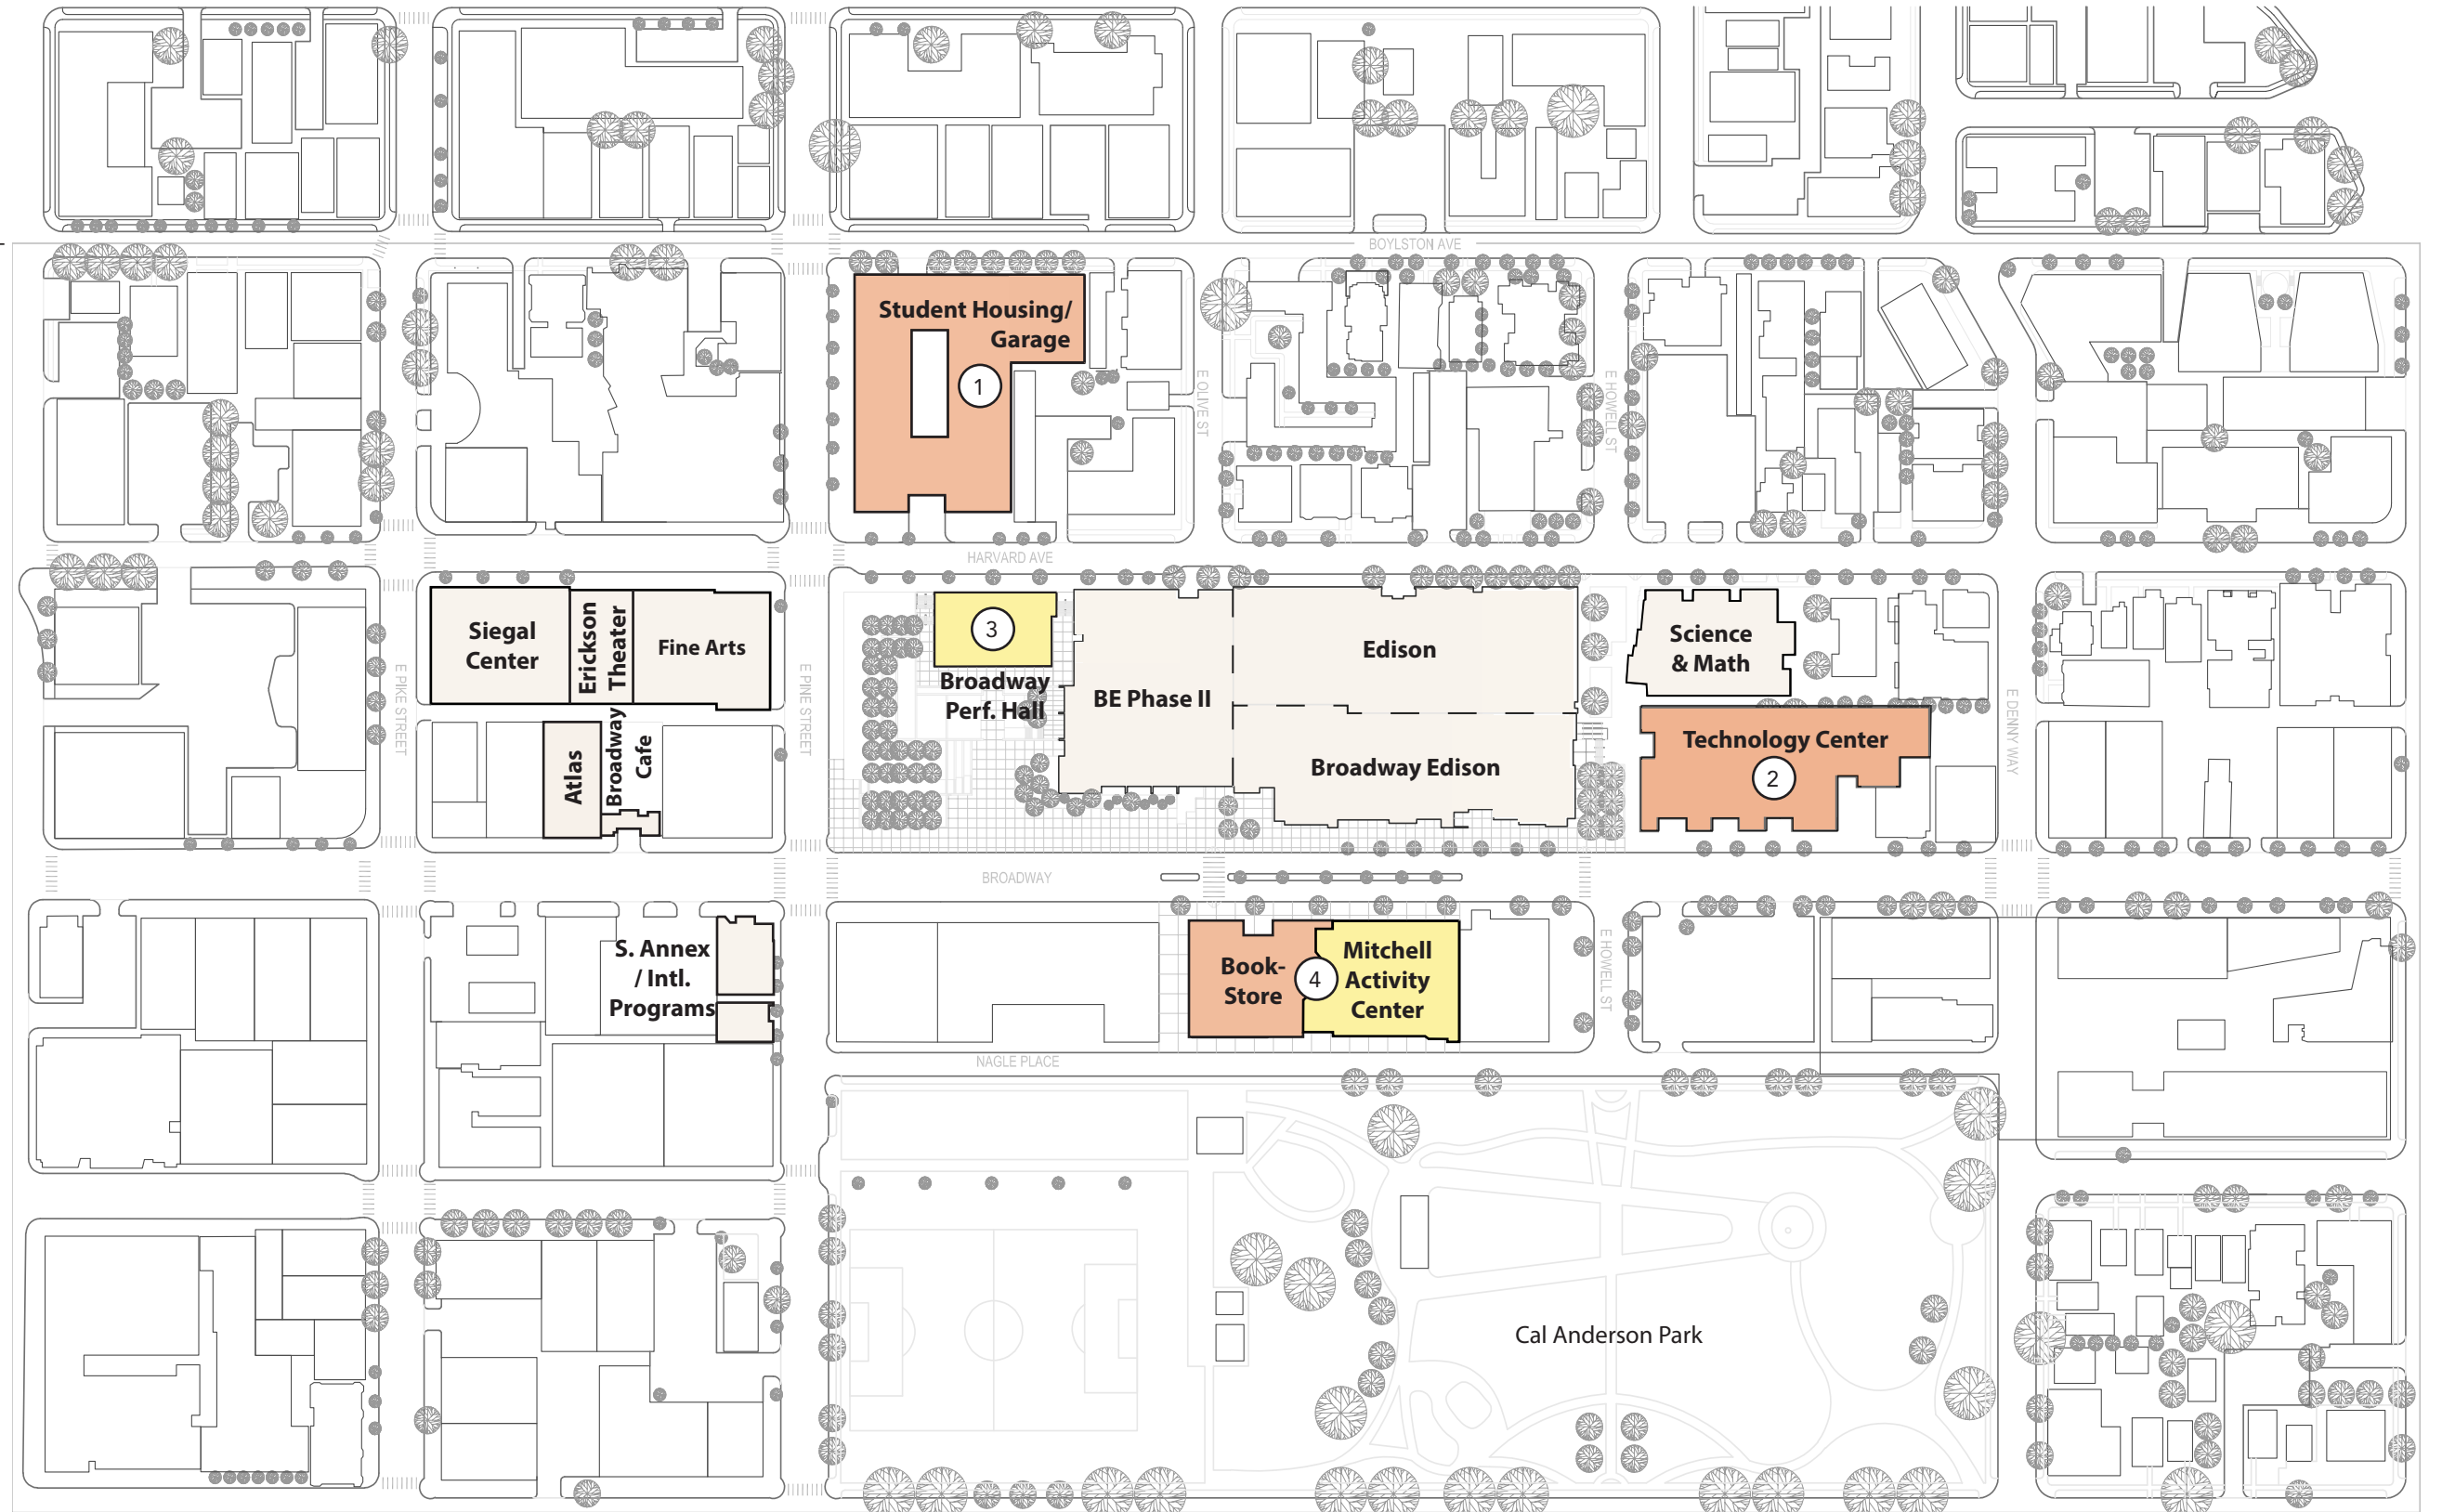 BOYLSTON AVE
Student Housing/
Garage
1
E OLIVE ST
E HOWELL ST
HARVARD AVE
Siegal
Center
Erickson
Theater
Fine Arts
E PIKE STREET
E PINE STREET
3
Broadway
Perf. Hall
BE Phase II
Edison
Broadway Edison
Science
& Math
Technology Center
2
E DENNY WAY
Atlas
Broadway
Cafe
BROADWAY
S. Annex
/ Intl.
Programs
Book-
Store
4
Mitchell
Activity
Center
E HOWELL ST
NAGLE PLACE
Cal Anderson Park